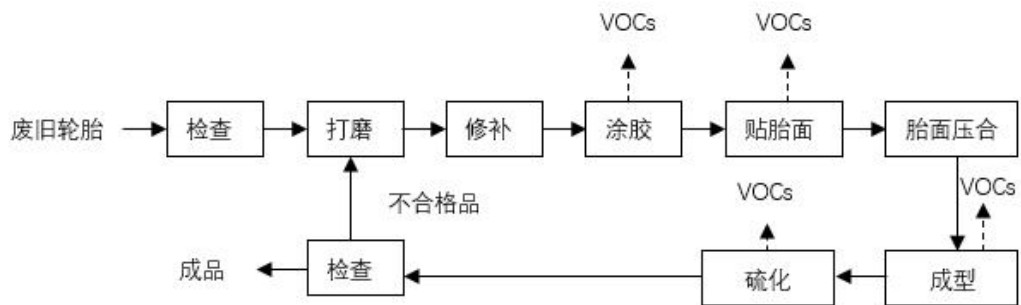 VOCs
VOCs
废旧轮胎
检查
打磨
修补
涂胶
贴胎面
胎面压合
不合格品
VOCs
VOCs
成品
检查
硫化
成型